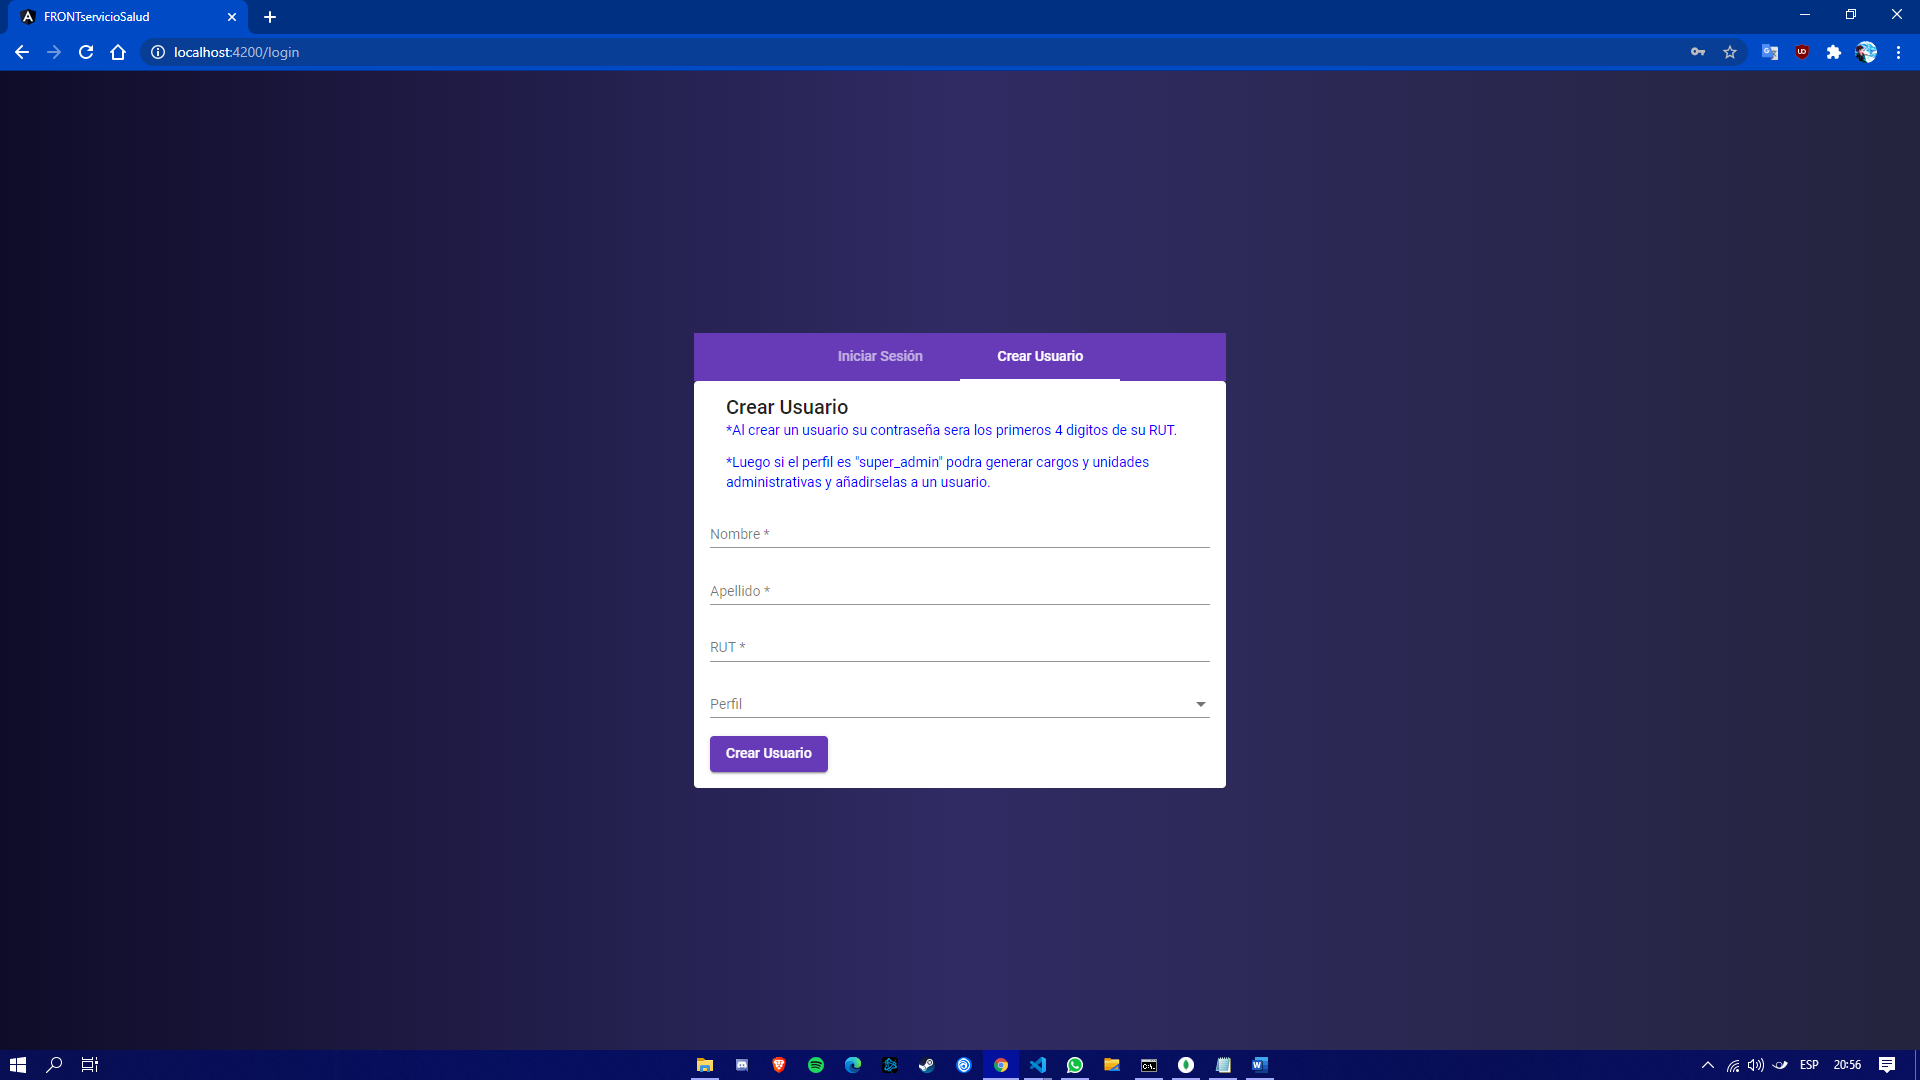 FRONTservicioSalud
localhost:4200/login
Iniciar Sesión
Crear Usuario
Crear Usuario
*Al crear un usuario su contraseña sera los primeros 4 digitos de su RUT.
*Luego si el perfil es "super_admin" podra generar cargos y unidades
administrativas y añadirselas a un usuario.
Nombre *
Apellido *
RUT *
Perfil
Crear Usuario
ESP
20:56